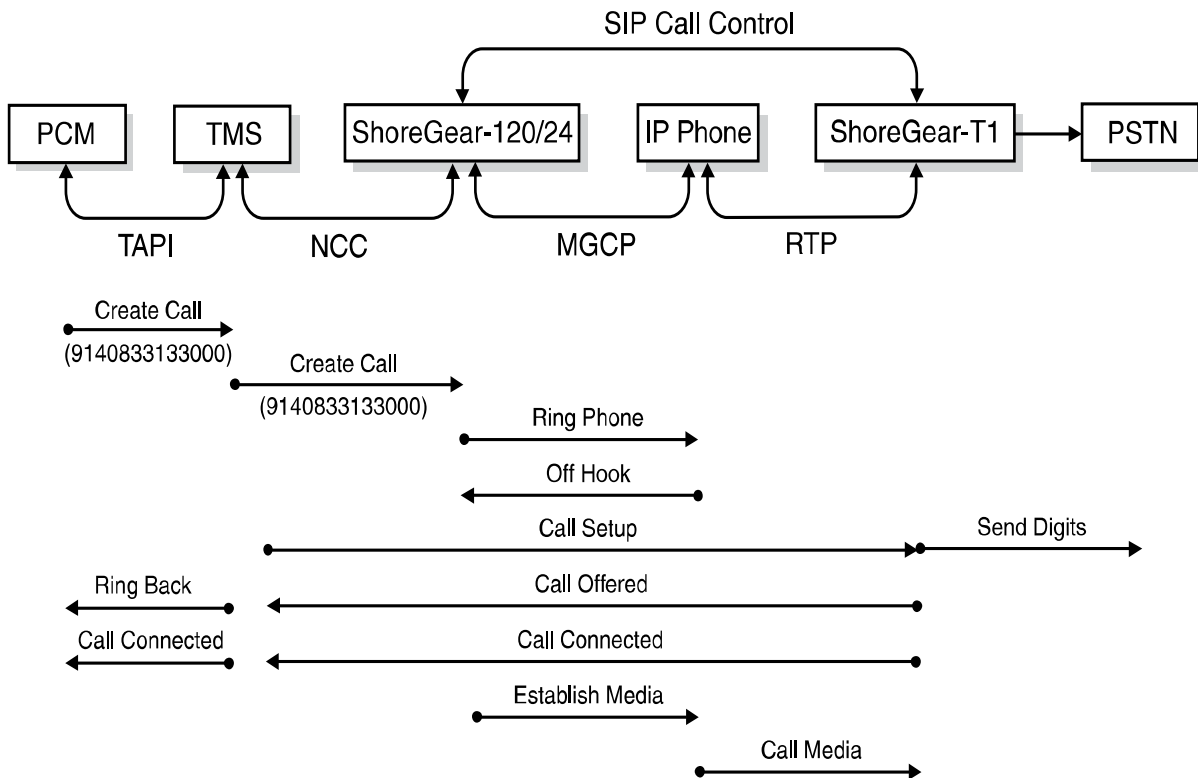 SIP Call Control
PCM
TMS
ShoreGear-120/24
IP Phone
ShoreGear-T1
PSTN
TAPI
NCC
MGCP
RTP
Create Call
(9140833133000)
Create Call
(9140833133000)
Ring Phone
Off Hook
Call Setup
Send Digits
Ring Back
Call Offered
Call Connected
Call Connected
Establish Media
Call Media